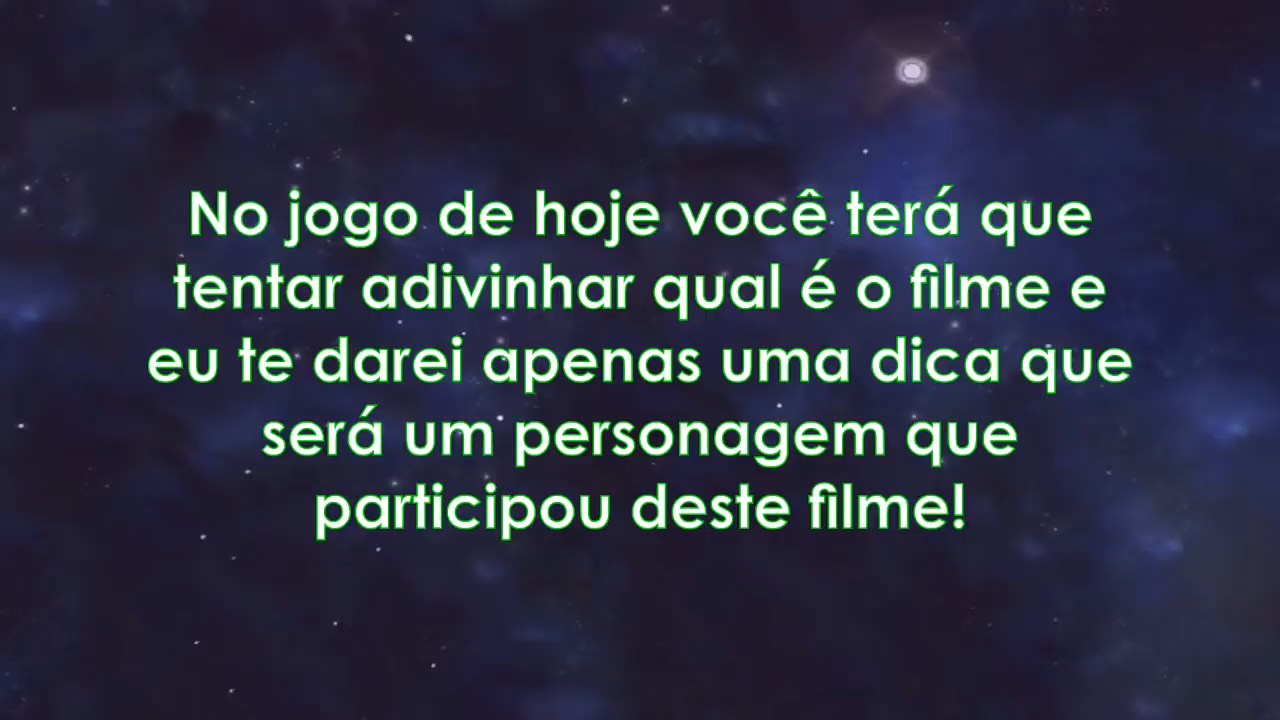 No jogo de hoje você terá que
tentar adivinhar qual é o filme e
eu te darei apenas uma dica que
será um personagem que
participou deste filme!